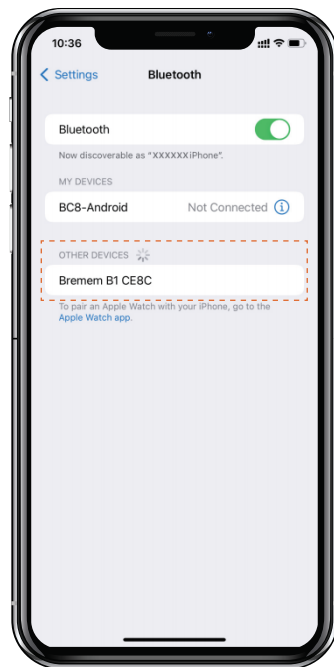 10:36
Settings
Bluetooth
Bluetooth
Now discoverable as “XXXXXXiPhone”.
MY DEVICES
BC8-Android Not Connected
OTHER DEVICES
Bremem B1 CE8C
To pair an Apple Watch with your iPhone, go to the
Apple Watch app.